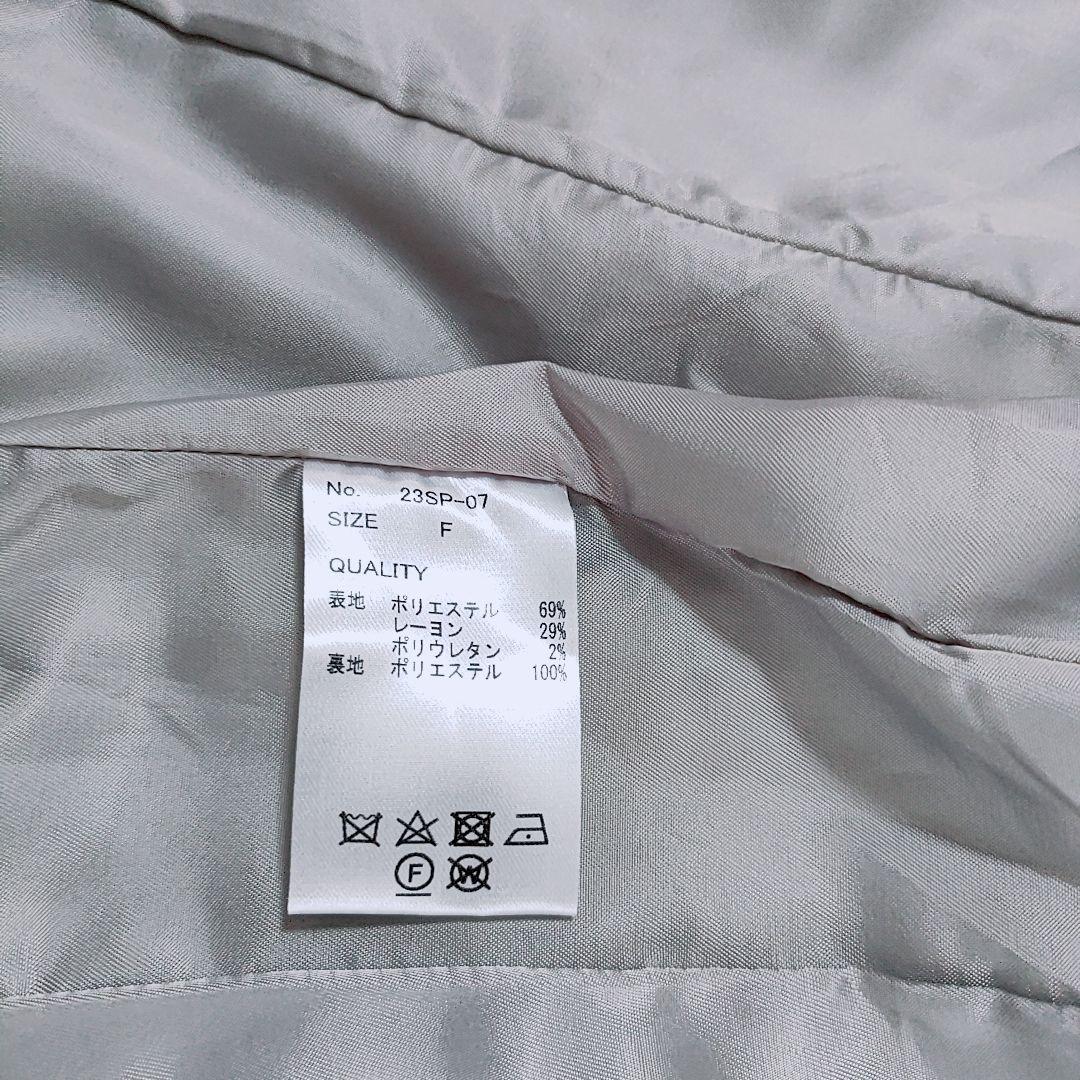 No. 23SP-07
SIZE F
QUALITY
表地 ポリエステル 69%
レーヨン 29%
ポリウレタン 2%
裏地 ポリエステル 100%
F W